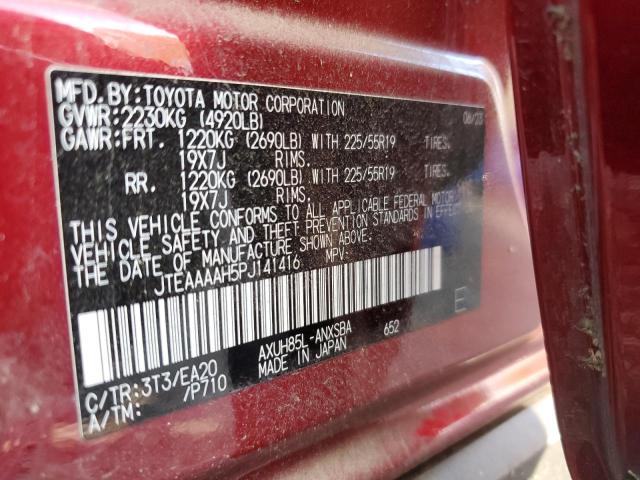 MFD. BY: TOYOTA MOTOR CORPORATION 06/23
GVWR: 2230KG (4920LB)
GAWR: FRT. 1220KG (2690LB) WITH 225/55R19 TIRES,
19X7J RIMS.
RR. 1220KG (2690LB) WITH 225/55R19 TIRES,
19X7J RIMS.
THIS VEHICLE CONFORMS TO ALL APPLICABLE FEDERAL MOTOR
VEHICLE SAFETY AND THEFT PREVENTION STANDARDS IN EFFECT
ON THE DATE OF MANUFACTURE SHOWN ABOVE.
JTEAAAAH5PJ141416 MPV
E
AXUH85L-ANXSBA 652
MADE IN JAPAN
C/TR: 3T3/EA20
A/TM: /P710